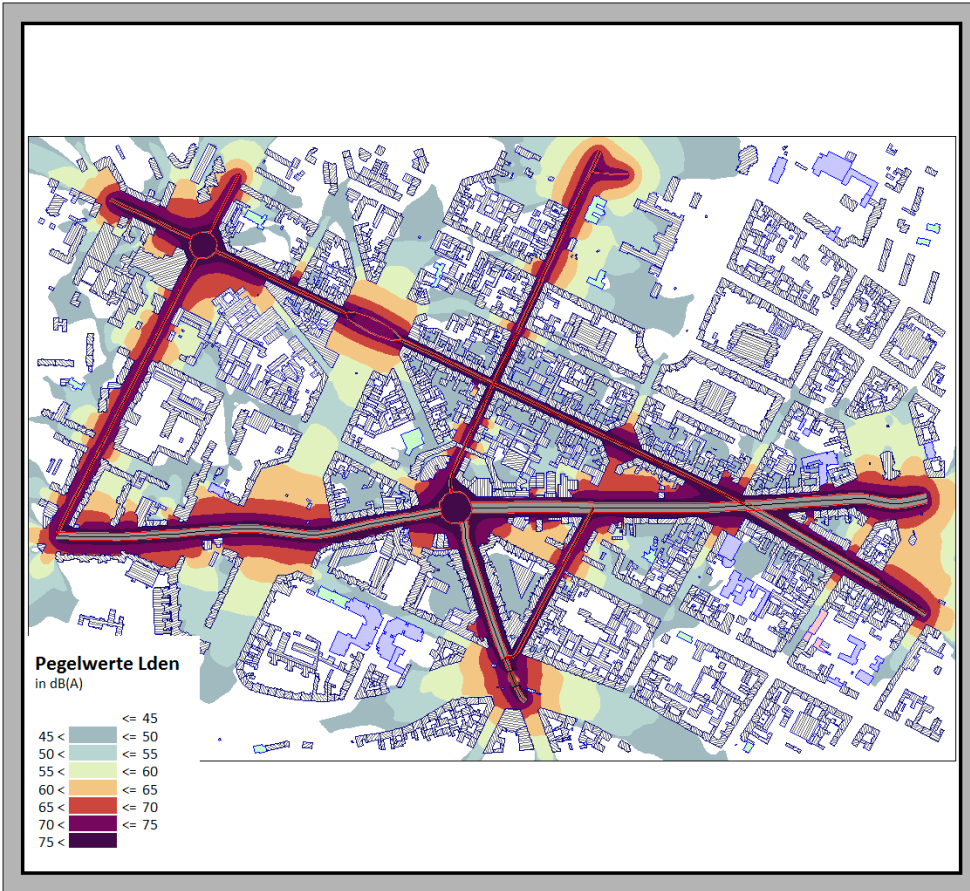 Pegelwerte Lden
in dB(A)
<= 45
45 < <= 50
50 < <= 55
55 < <= 60
60 < <= 65
65 < <= 70
70 < <= 75
75 <